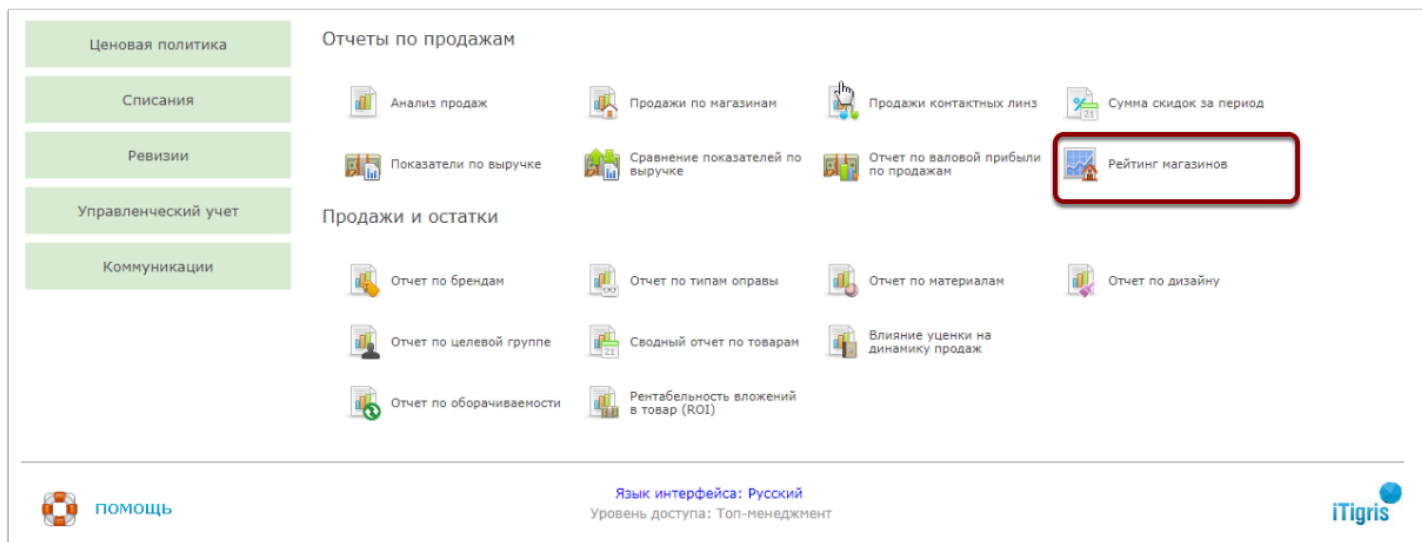 Ценовая политика
Списания
Ревизии
Управленческий учет
Коммуникации
Отчеты по продажам
Анализ продаж
Продажи по магазинам
Продажи контактных линз
%
21
Сумма скидок за период
Показатели по выручке
Сравнение показателей по
выручке
Отчет по валовой прибыли
по продажам
Рейтинг магазинов
Продажи и остатки
Отчет по брендам
Отчет по типам оправы
Отчет по материалам
Отчет по дизайну
Отчет по целевой группе
21
Сводный отчет по товарам
Влияние уценки на
динамику продаж
Отчет по оборачиваемости
Рентабельность вложений
в товар (ROI)
ПОМОЩЬ
Язык интерфейса: Русский
Уровень доступа: Топ-менеджмент
iTigris